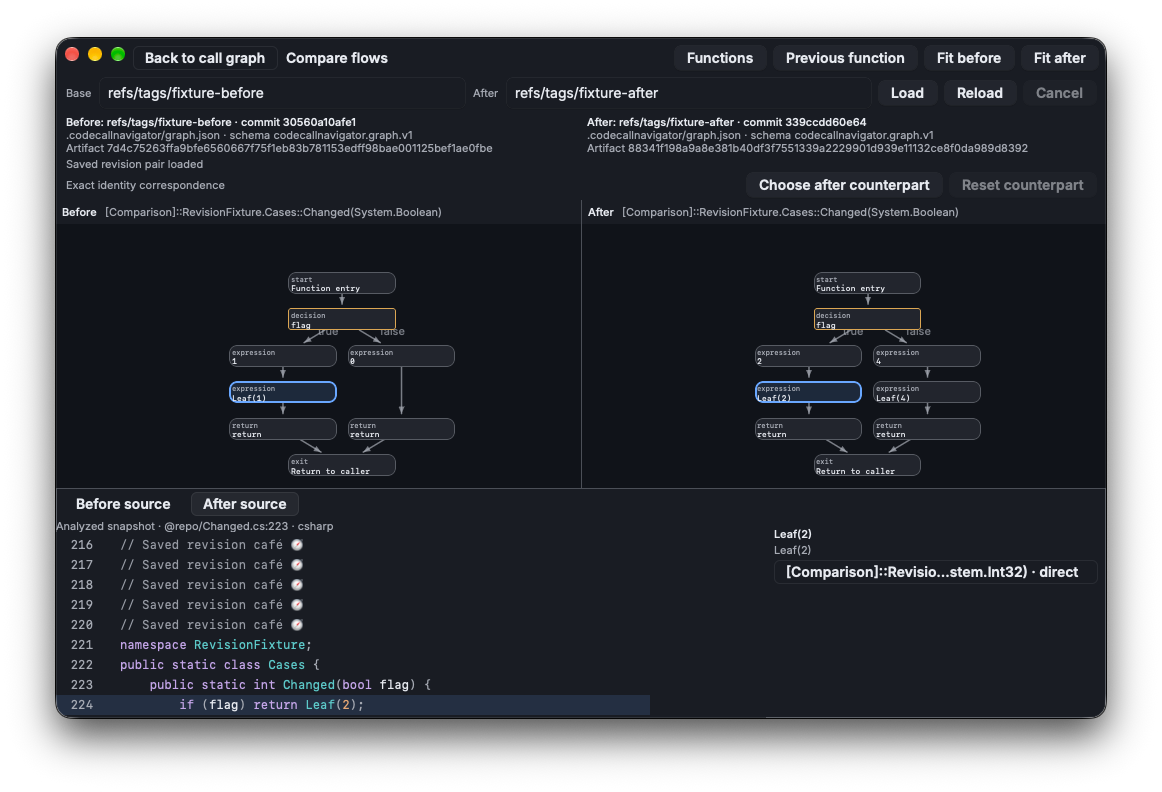 Back to call graph Compare flows Functions Previous function Fit before Fit after
Base refs/tags/fixture-before After refs/tags/fixture-after Load Reload Cancel
Before: refs/tags/fixture-before · commit 30560a10afe1
.codecallnavigator/graph.json · schema codecallnavigator.graph.v1
Artifact 7d4c75263ffa9bfe6560667f75f1eb83b781153edff98bae001125bef1ae0fbe
Saved revision pair loaded
After: refs/tags/fixture-after · commit 339ccdd60e64
.codecallnavigator/graph.json · schema codecallnavigator.graph.v1
Artifact 88341f198a9a8e381b40df3f7551339a2229901d939e11132ce8f0da989d8392
Exact identity correspondence Choose after counterpart Reset counterpart
Before [Comparison]::RevisionFixture.Cases::Changed(System.Boolean)
start
Function entry
decision
flag
true false
expression
1
expression
0
expression
Leaf(1)
return
return
return
return
exit
Return to caller
After [Comparison]::RevisionFixture.Cases::Changed(System.Boolean)
start
Function entry
decision
flag
true false
expression
2
expression
4
expression
Leaf(2)
expression
Leaf(4)
return
return
return
return
exit
Return to caller
Before source After source
Analyzed snapshot · @repo/Changed.cs:223 · csharp
216 // Saved revision café 🧭
217 // Saved revision café 🧭
218 // Saved revision café 🧭
219 // Saved revision café 🧭
220 // Saved revision café 🧭
221 namespace RevisionFixture;
222 public static class Cases {
223 public static int Changed(bool flag) {
224 if (flag) return Leaf(2);
Leaf(2)
Leaf(2)
[Comparison]::Revisio...stem.Int32) · direct